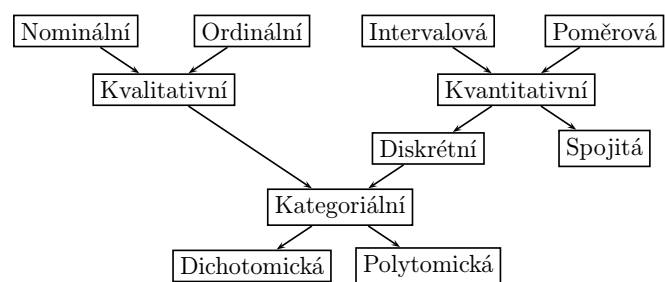 Nominální
Ordinální
Intervalová
Poměrová
Kvalitativní
Kvantitativní
Diskrétní
Spojitá
Kategoriální
Dichotomická
Polytomická